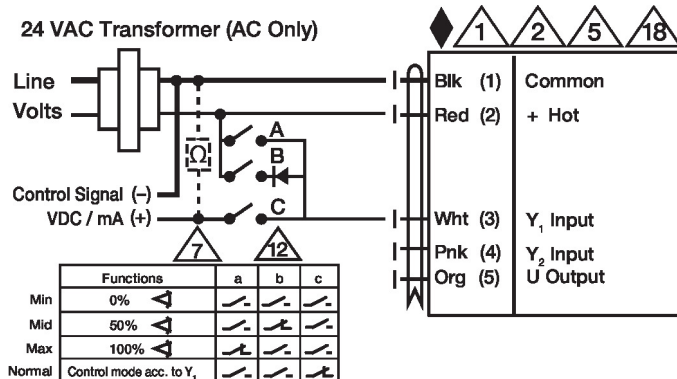 24 VAC Transformer (AC Only)
1 2 5 18
Line
Volts
Blk (1) Common
Red (2) + Hot
A
B
C
Ω
Control Signal (−)
VDC / mA (+)
Wht (3) Y₁ Input
Pnk (4) Y₂ Input
Org (5) U Output
7 12
Functions a b c
Min 0%
Mid 50%
Max 100%
Normal Control mode acc. to Y₁